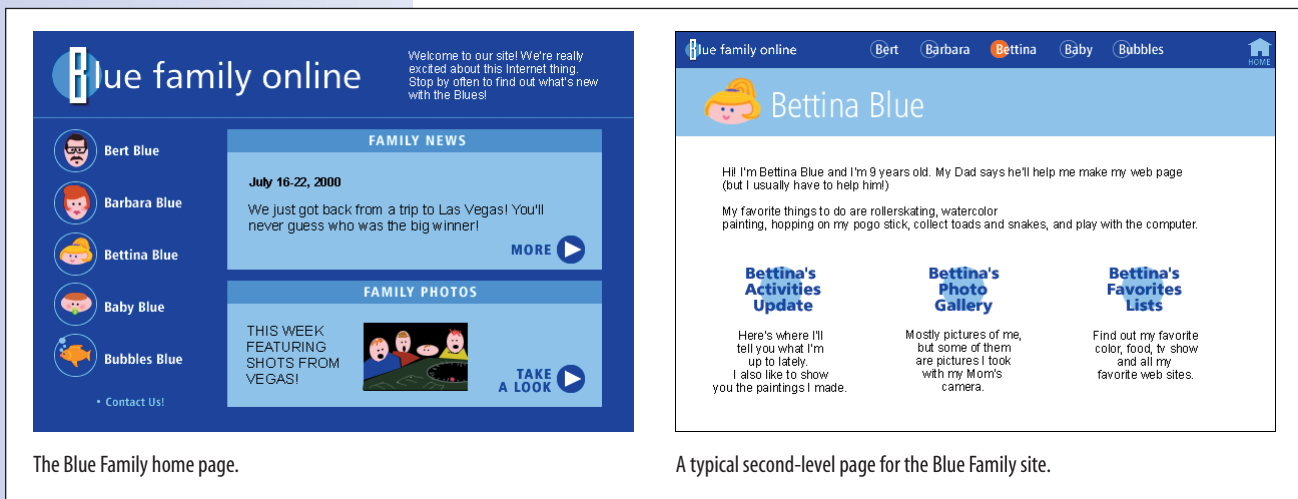 Blue family online
Welcome to our site! We're really
excited about this Internet thing.
Stop by often to find out what's new
with the Blues!
Bert Blue
Barbara Blue
Bettina Blue
Baby Blue
Bubbles Blue
• Contact Us!
FAMILY NEWS
July 16-22, 2000
We just got back from a trip to Las Vegas! You'll
never guess who was the big winner!
MORE
FAMILY PHOTOS
THIS WEEK
FEATURING
SHOTS FROM
VEGAS!
TAKE
A LOOK
The Blue Family home page.
Blue family online
Bert Barbara Bettina Baby Bubbles
HOME
Bettina Blue
Hi! I'm Bettina Blue and I'm 9 years old. My Dad says he'll help me make my web page
(but I usually have to help him!)
My favorite things to do are rollerskating, watercolor
painting, hopping on my pogo stick, collect toads and snakes, and play with the computer.
Bettina's
Activities
Update
Here's where I'll
tell you what I'm
up to lately.
I also like to show
you the paintings I made.
Bettina's
Photo
Gallery
Mostly pictures of me,
but some of them
are pictures I took
with my Mom's
camera.
Bettina's
Favorites
Lists
Find out my favorite
color, food, tv show
and all my
favorite web sites.
A typical second-level page for the Blue Family site.